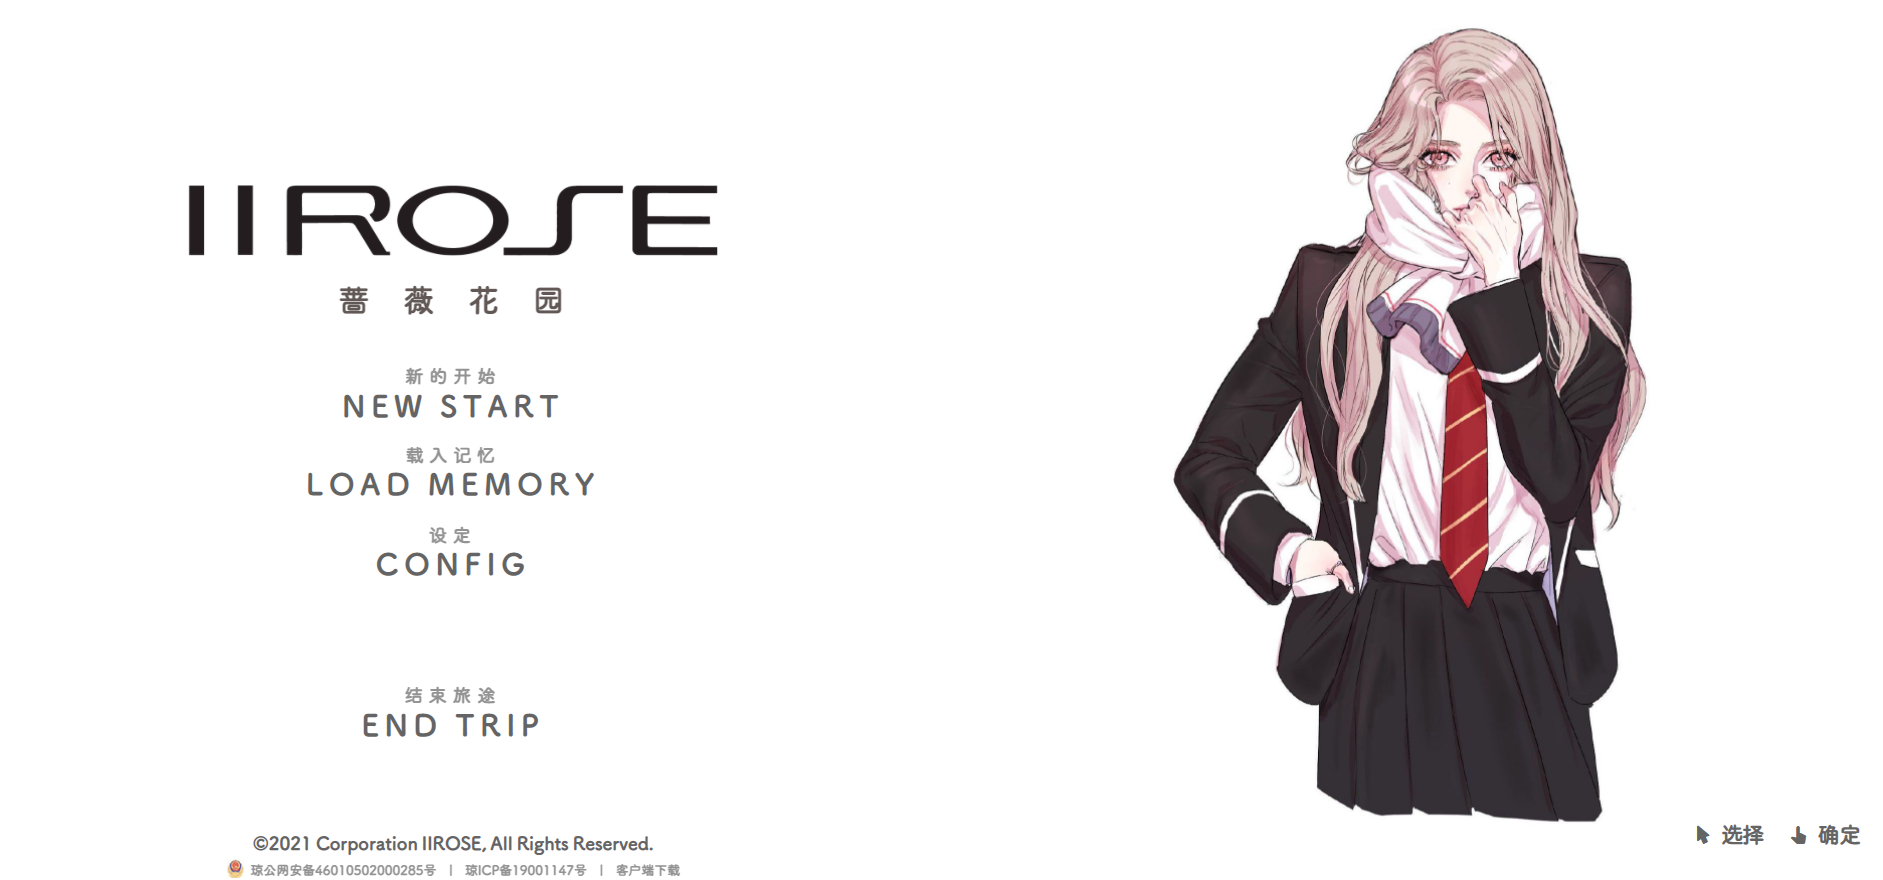 IIROSE
蔷薇花园
新的开始
NEW START
载入记忆
LOAD MEMORY
设定
CONFIG
结束旅途
END TRIP
©2021 Corporation IIROSE, All Rights Reserved.
琼公网安备46010502000285号 | 琼ICP备19001147号 | 客户端下载
选择 确定